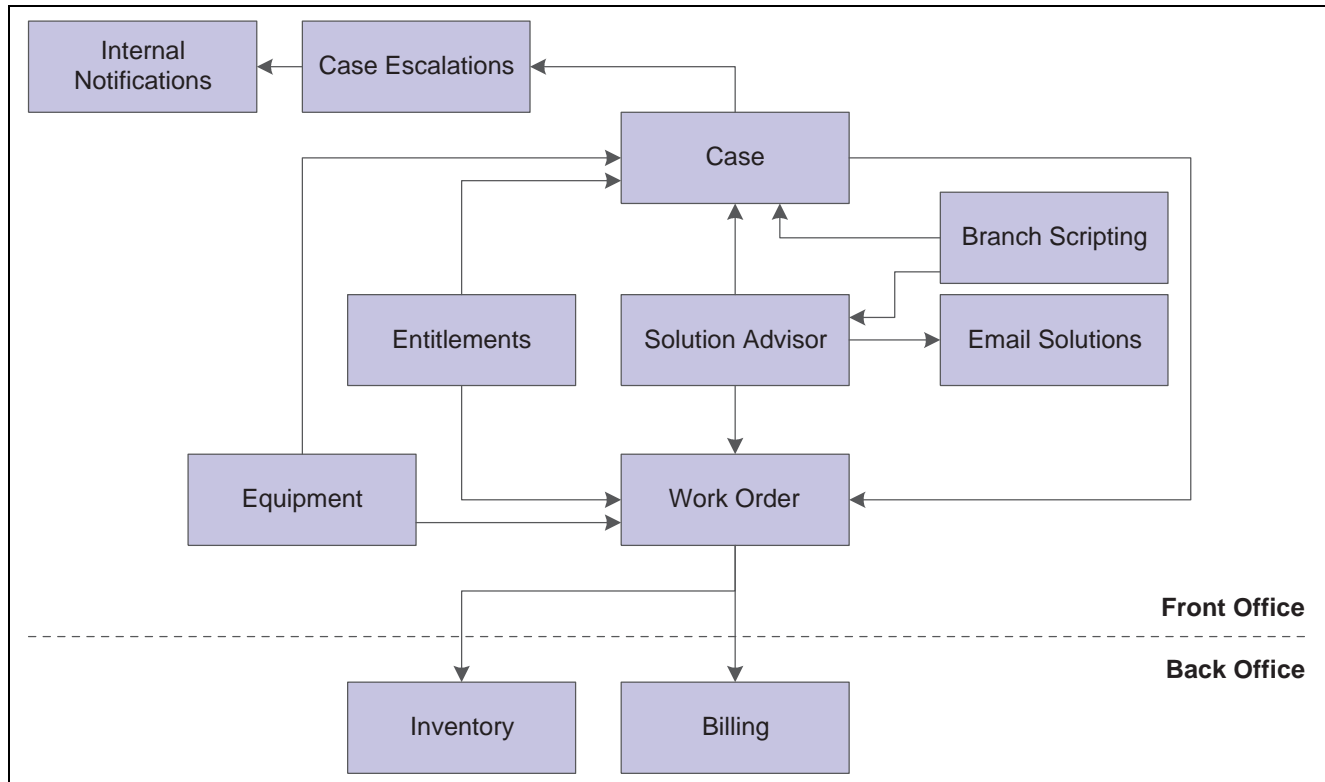 Internal
Notifications
Case Escalations
Case
Branch Scripting
Entitlements
Solution Advisor
Email Solutions
Equipment
Work Order
Front Office
Back Office
Inventory
Billing